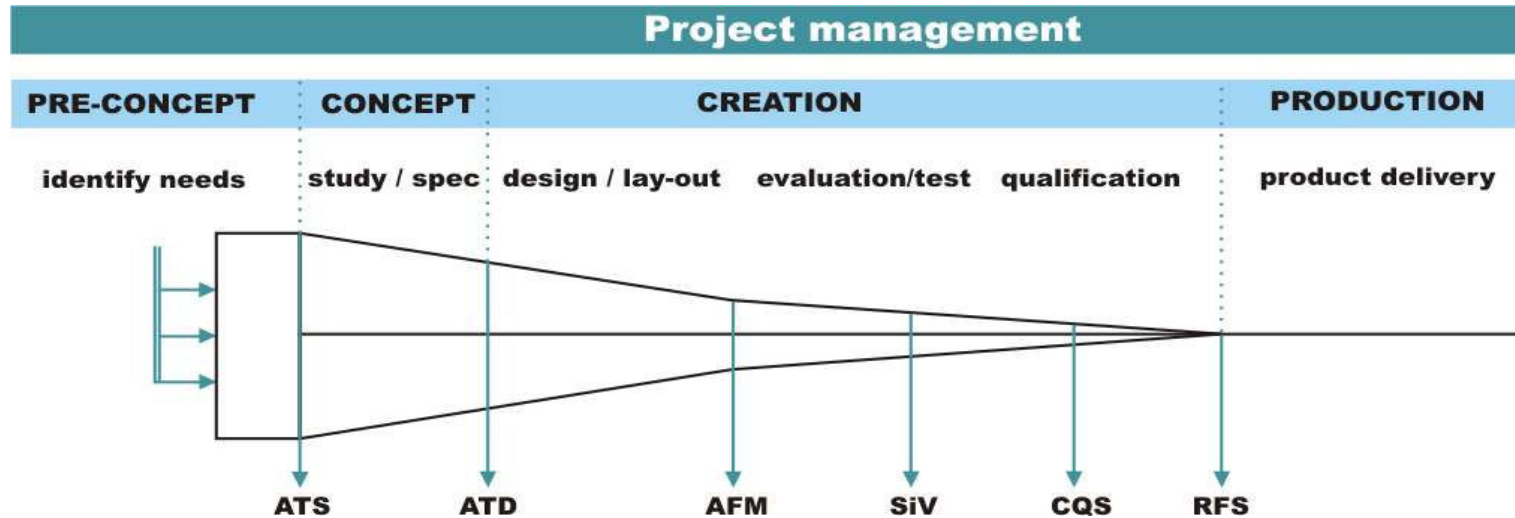 Project management
PRE-CONCEPT CONCEPT CREATION PRODUCTION
identify needs study / spec design / lay-out evaluation/test qualification product delivery
ATS ATD AFM SiV CQS RFS